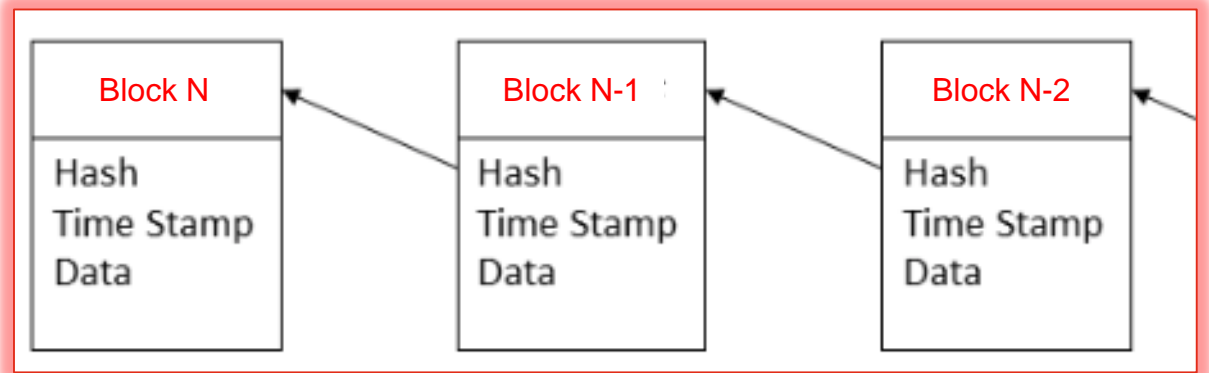 Block N
Hash
Time Stamp
Data
Block N-1
Hash
Time Stamp
Data
Block N-2
Hash
Time Stamp
Data